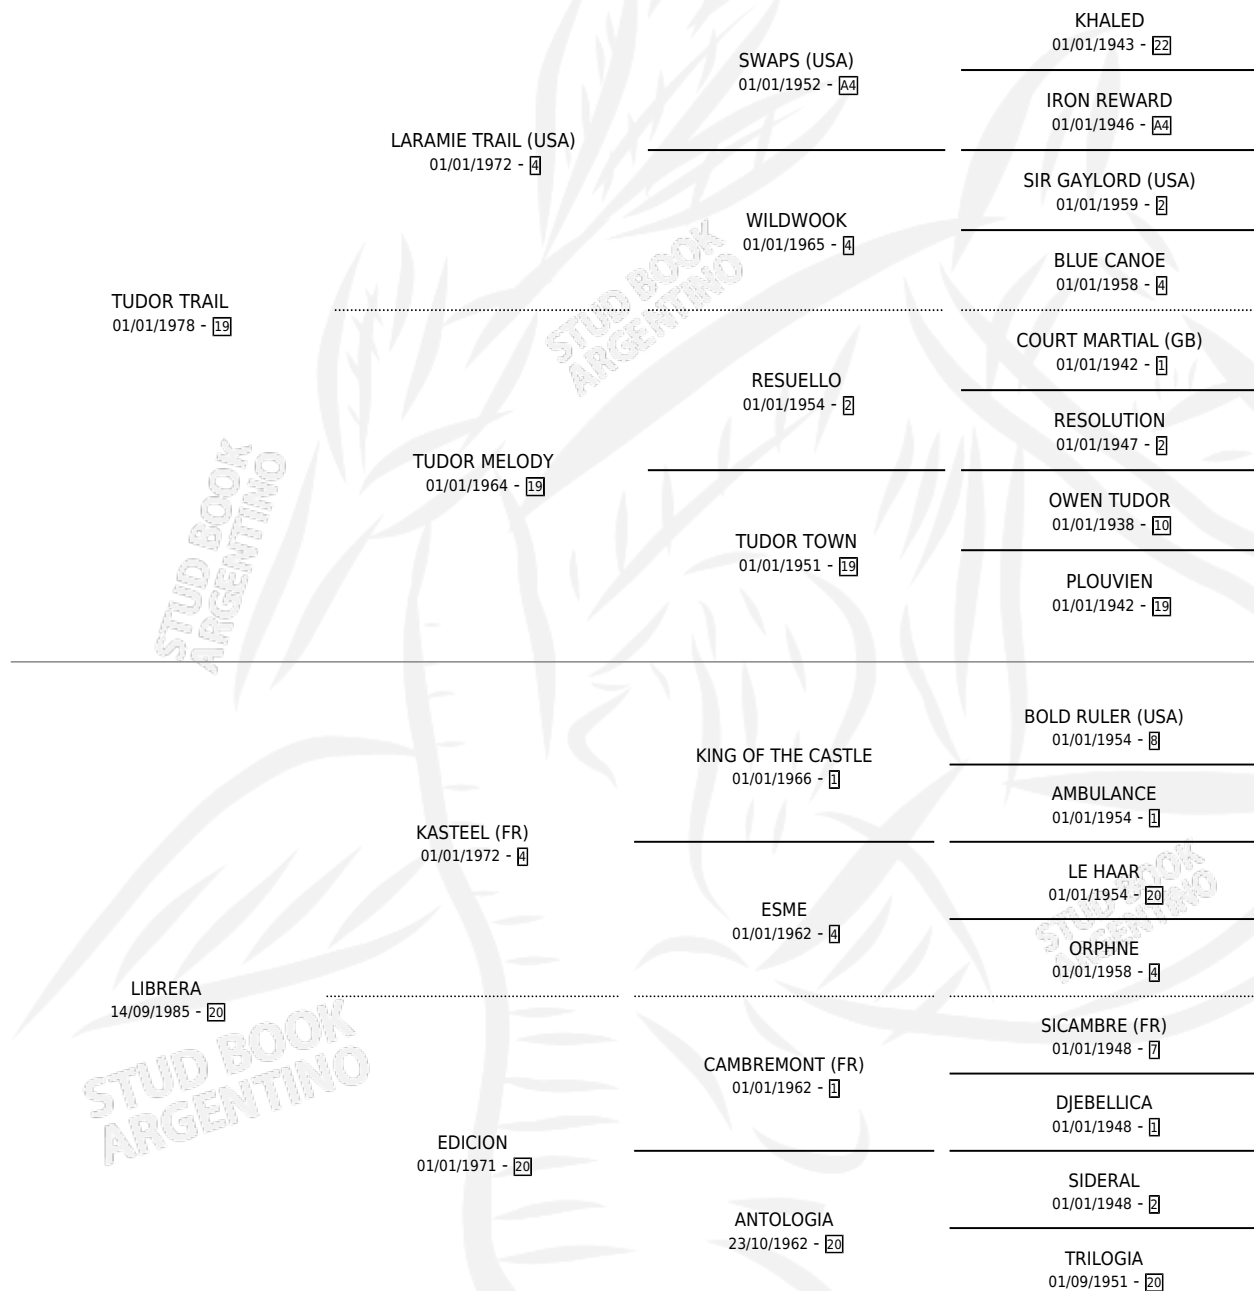 TUDOR TRAIL
01/01/1978 - 19
LARAMIE TRAIL (USA)
01/01/1972 - 4
SWAPS (USA)
01/01/1952 - A4
KHALED
01/01/1943 - 22
IRON REWARD
01/01/1946 - A4
WILDWOOK
01/01/1965 - 4
SIR GAYLORD (USA)
01/01/1959 - 2
BLUE CANOE
01/01/1958 - 4
TUDOR MELODY
01/01/1964 - 19
RESUELLO
01/01/1954 - 2
COURT MARTIAL (GB)
01/01/1942 - 1
RESOLUTION
01/01/1947 - 2
TUDOR TOWN
01/01/1951 - 19
OWEN TUDOR
01/01/1938 - 10
PLOUVIEN
01/01/1942 - 19
LIBRERA
14/09/1985 - 20
KASTEEL (FR)
01/01/1972 - 4
KING OF THE CASTLE
01/01/1966 - 1
BOLD RULER (USA)
01/01/1954 - 8
AMBULANCE
01/01/1954 - 1
ESME
01/01/1962 - 4
LE HAAR
01/01/1954 - 20
ORPHNE
01/01/1958 - 4
EDICION
01/01/1971 - 20
CAMBREMONT (FR)
01/01/1962 - 1
SICAMBRE (FR)
01/01/1948 - 7
DJEBELLICA
01/01/1948 - 1
ANTOLOGIA
23/10/1962 - 20
SIDERAL
01/01/1948 - 2
TRILOGIA
01/09/1951 - 20
STUD BOOK
ARGENTINO
STUD BOOK
ARGENTINO
STUD BOOK
ARGENTINO
STUD BOOK
ARGENTINO